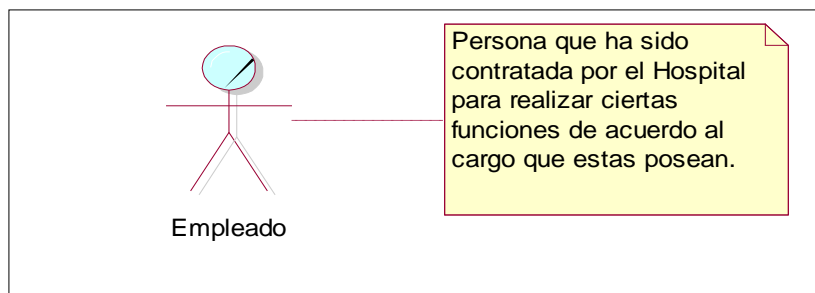 Persona que ha sido
contratada por el Hospital
para realizar ciertas
funciones de acuerdo al
cargo que estas posean.
Empleado